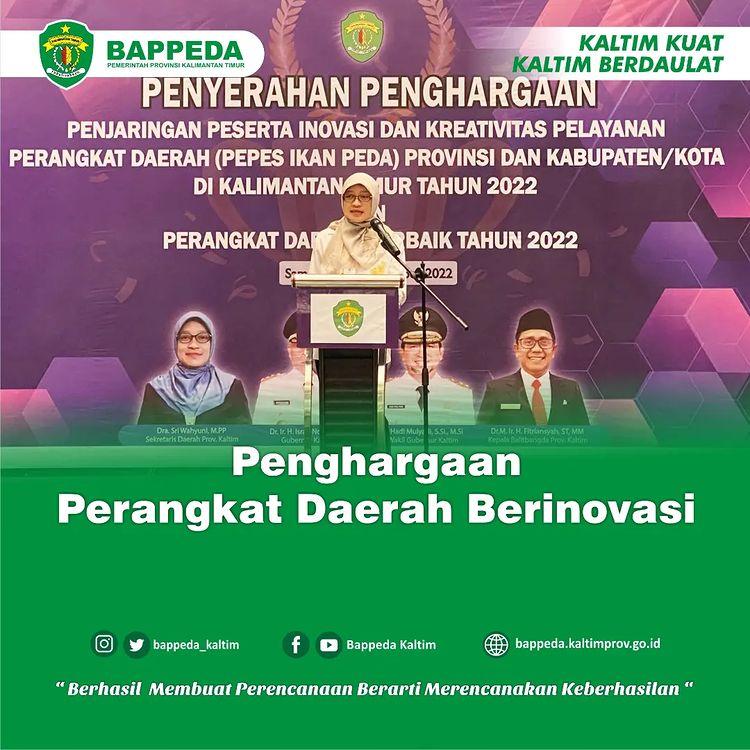 BAPPEDA
PEMERINTAH PROVINSI KALIMANTAN TIMUR
KALTIM KUAT
KALTIM BERDAULAT
PENYERAHAN PENGHARGAAN
PENJARINGAN PESERTA INOVASI DAN KREATIVITAS PELAYANAN
PERANGKAT DAERAH (PEPES IKAN PEDA) PROVINSI DAN KABUPATEN/KOTA
DI KALIMANTAN TIMUR TAHUN 2022
PERANGKAT TAHUN 2022
2022
Dra. Sri Wahyuni, M.PP
Sekretaris Daerah Prov. Kaltim
Dr. Ir. H.
Hadi Mulyadi, S.Si., M.Si
Wakil Gubernur Kaltim
Dr.M. Ir. H. Fitriansyah, ST, MM
Kepala Balitbangda Prov. Kaltim
Penghargaan
Perangkat Daerah Berinovasi
bappeda_kaltim
Bappeda Kaltim
bappeda.kaltimprov.go.id
“ Berhasil Membuat Perencanaan Berarti Merencanakan Keberhasilan “